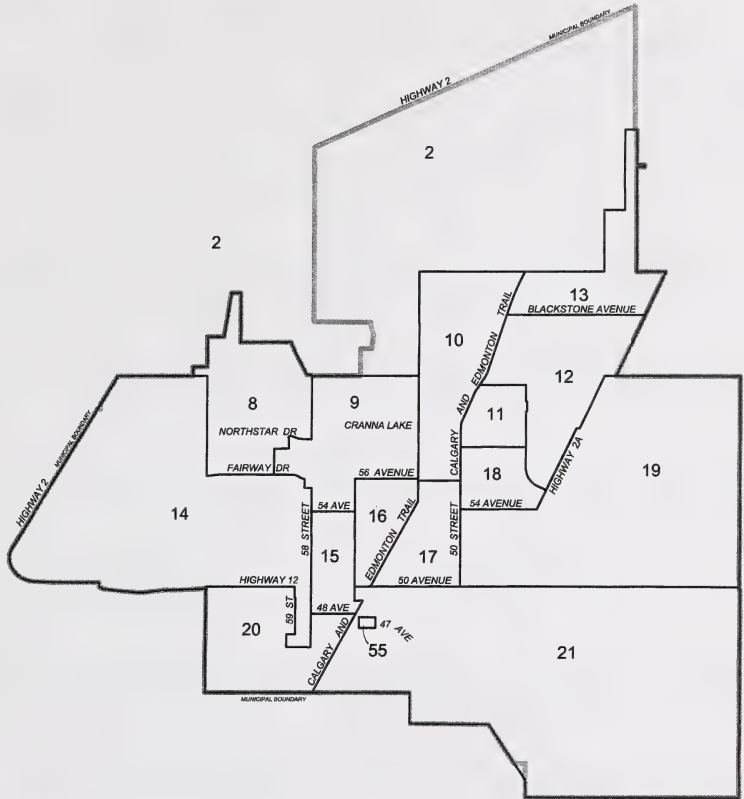 MUNICIPAL BOUNDARY
HIGHWAY 2
2
2
13
BLACKSTONE AVENUE
10
CALGARY AND EDMONTON TRAIL
12
8
9
11
NORTHSTAR DR
CRANNA LAKE
FAIRWAY DR
56 AVENUE
18
HIGHWAY 2A
19
MUNICIPAL BOUNDARY
HIGHWAY 2
14
54 AVE
16
54 AVENUE
58 STREET
50 STREET
15
17
CALGARY AND EDMONTON TRAIL
HIGHWAY 12
50 AVENUE
59 ST
48 AVE
20
47 AVE
55
21
MUNICIPAL BOUNDARY